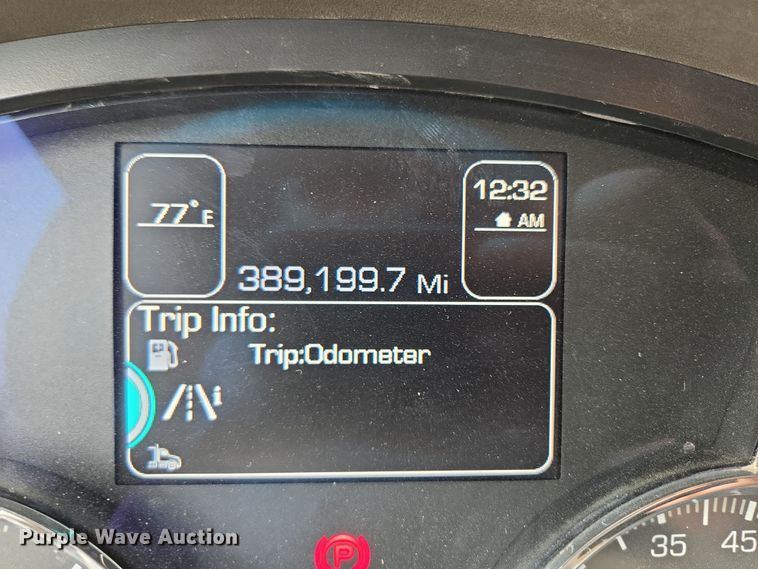 77°F
12:32
AM
389,199.7 Mi
Trip Info:
Trip:Odometer
i
P
35
45
Purple Wave Auction